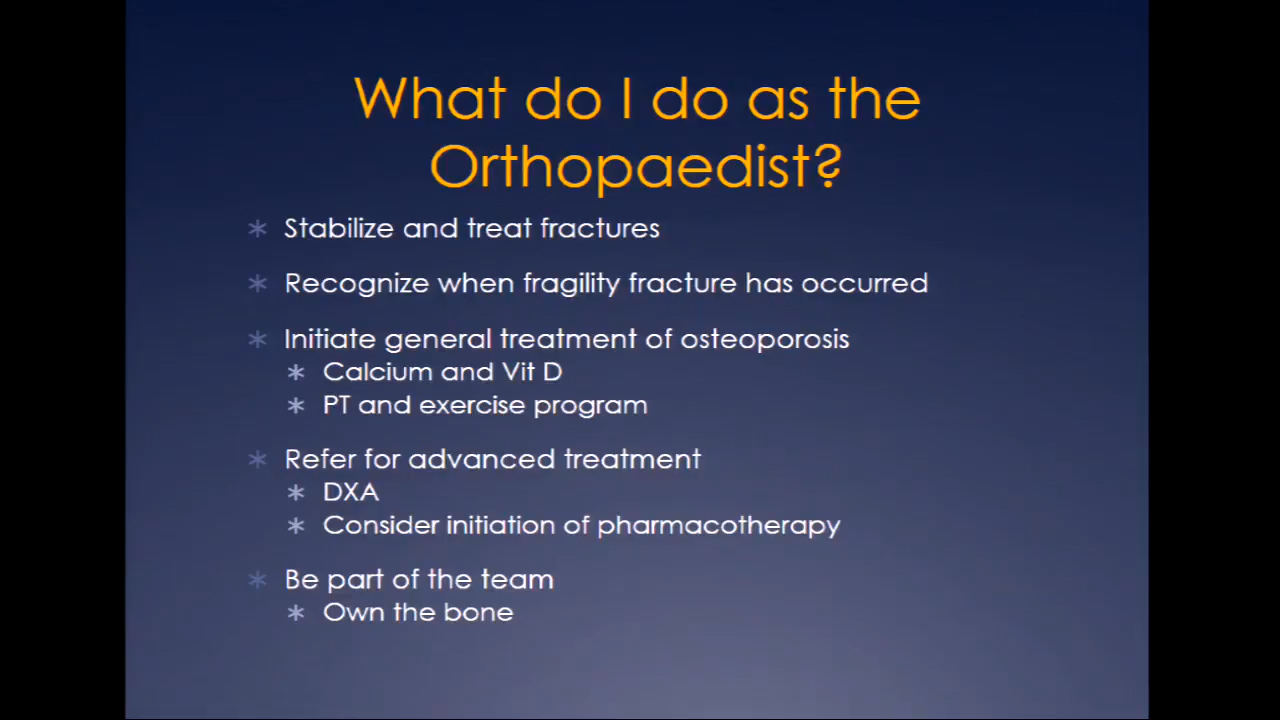 What do I do as the
Orthopaedist?
* Stabilize and treat fractures
* Recognize when fragility fracture has occurred
* Initiate general treatment of osteoporosis
* Calcium and Vit D
* PT and exercise program
* Refer for advanced treatment
* DXA
* Consider initiation of pharmacotherapy
* Be part of the team
* Own the bone